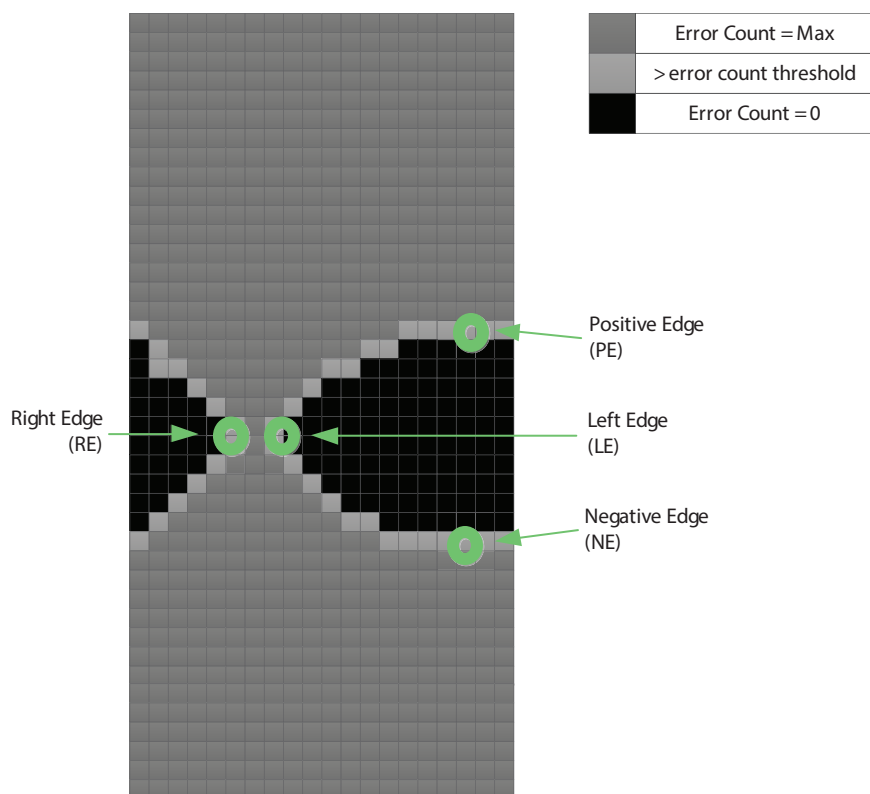 Error Count = Max
> error count threshold
Error Count = 0
Positive Edge
(PE)
Right Edge
(RE)
Left Edge
(LE)
Negative Edge
(NE)